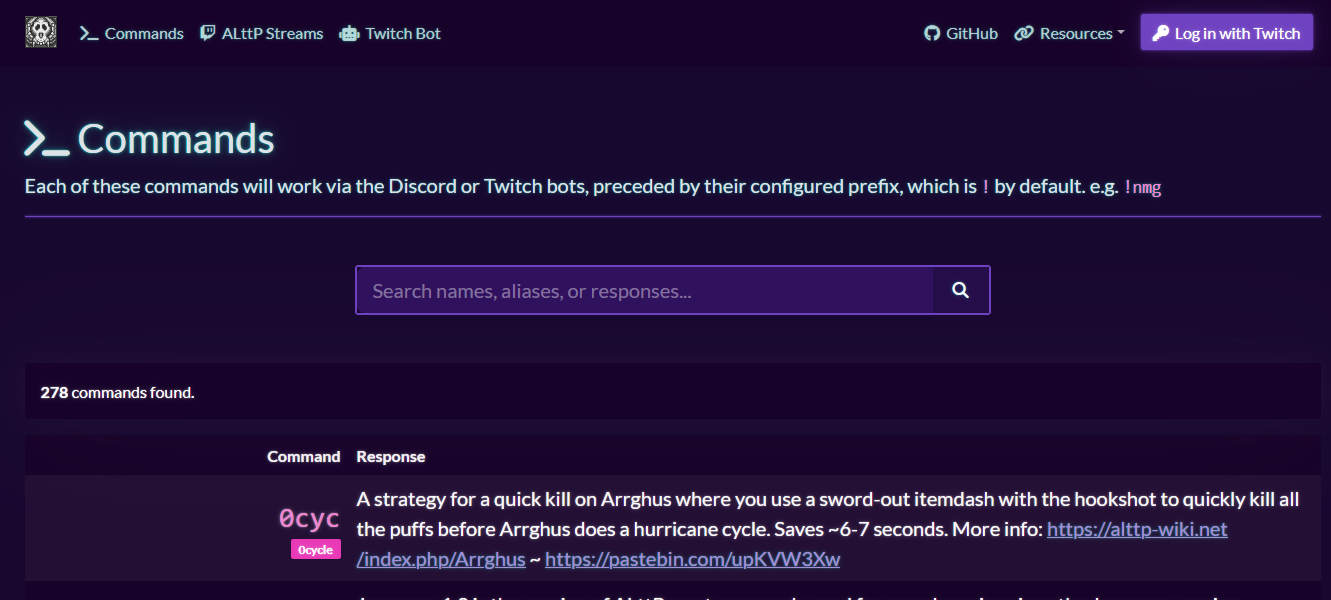 Commands ALttP Streams Twitch Bot GitHub Resources Log in with Twitch
Commands
Each of these commands will work via the Discord or Twitch bots, preceded by their configured prefix, which is ! by default. e.g. !nmg
Search names, aliases, or responses...
278 commands found.
Command Response
0cyc
0cycle
A strategy for a quick kill on Arrghus where you use a sword-out itemdash with the hookshot to quickly kill all
the puffs before Arrghus does a hurricane cycle. Saves ~6-7 seconds. More info: https://alttp-wiki.net
/index.php/Arrghus ~ https://pastebin.com/upKVW3Xw